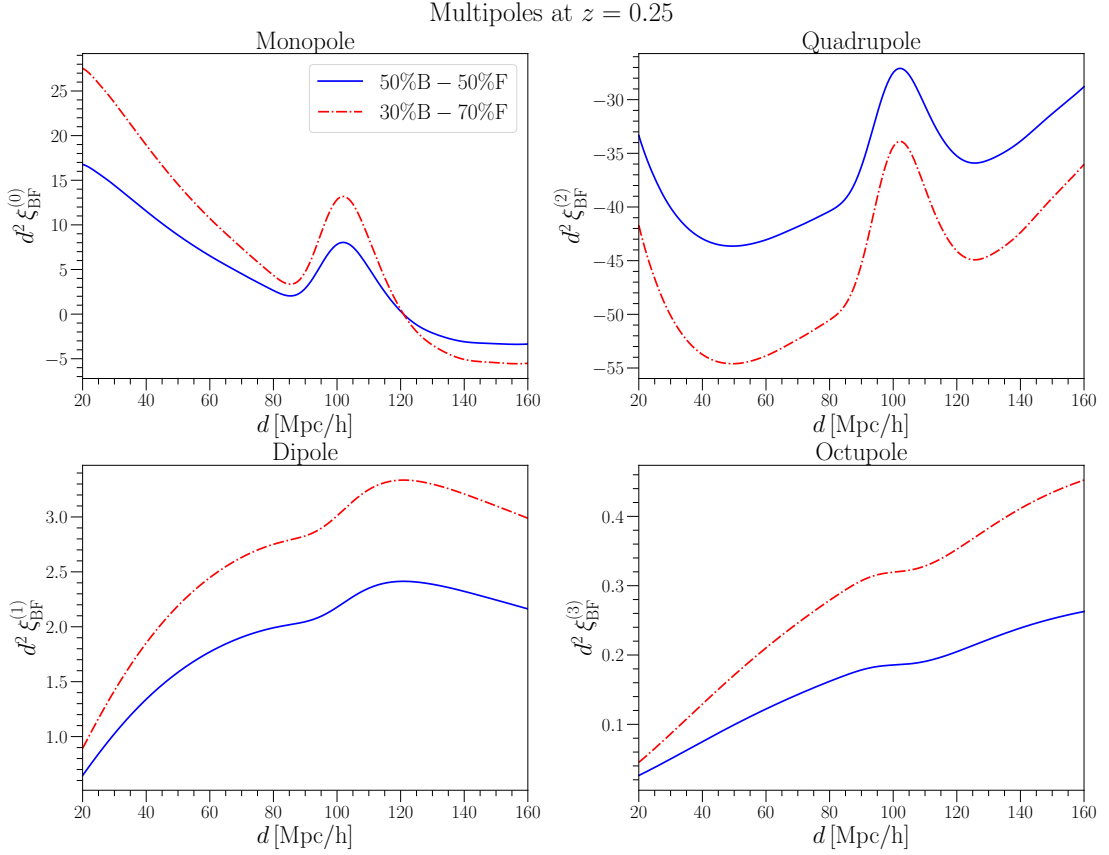 Multipoles at z = 0.25
Monopole
25
20
15
10
5
0
−5
d² ξ_BF^(0)
50%B − 50%F
30%B − 70%F
20 40 60 80 100 120 140 160
d [Mpc/h]
Quadrupole
−30
−35
−40
−45
−50
−55
d² ξ_BF^(2)
20 40 60 80 100 120 140 160
d [Mpc/h]
Dipole
3.0
2.5
2.0
1.5
1.0
d² ξ_BF^(1)
20 40 60 80 100 120 140 160
d [Mpc/h]
Octupole
0.4
0.3
0.2
0.1
d² ξ_BF^(3)
20 40 60 80 100 120 140 160
d [Mpc/h]